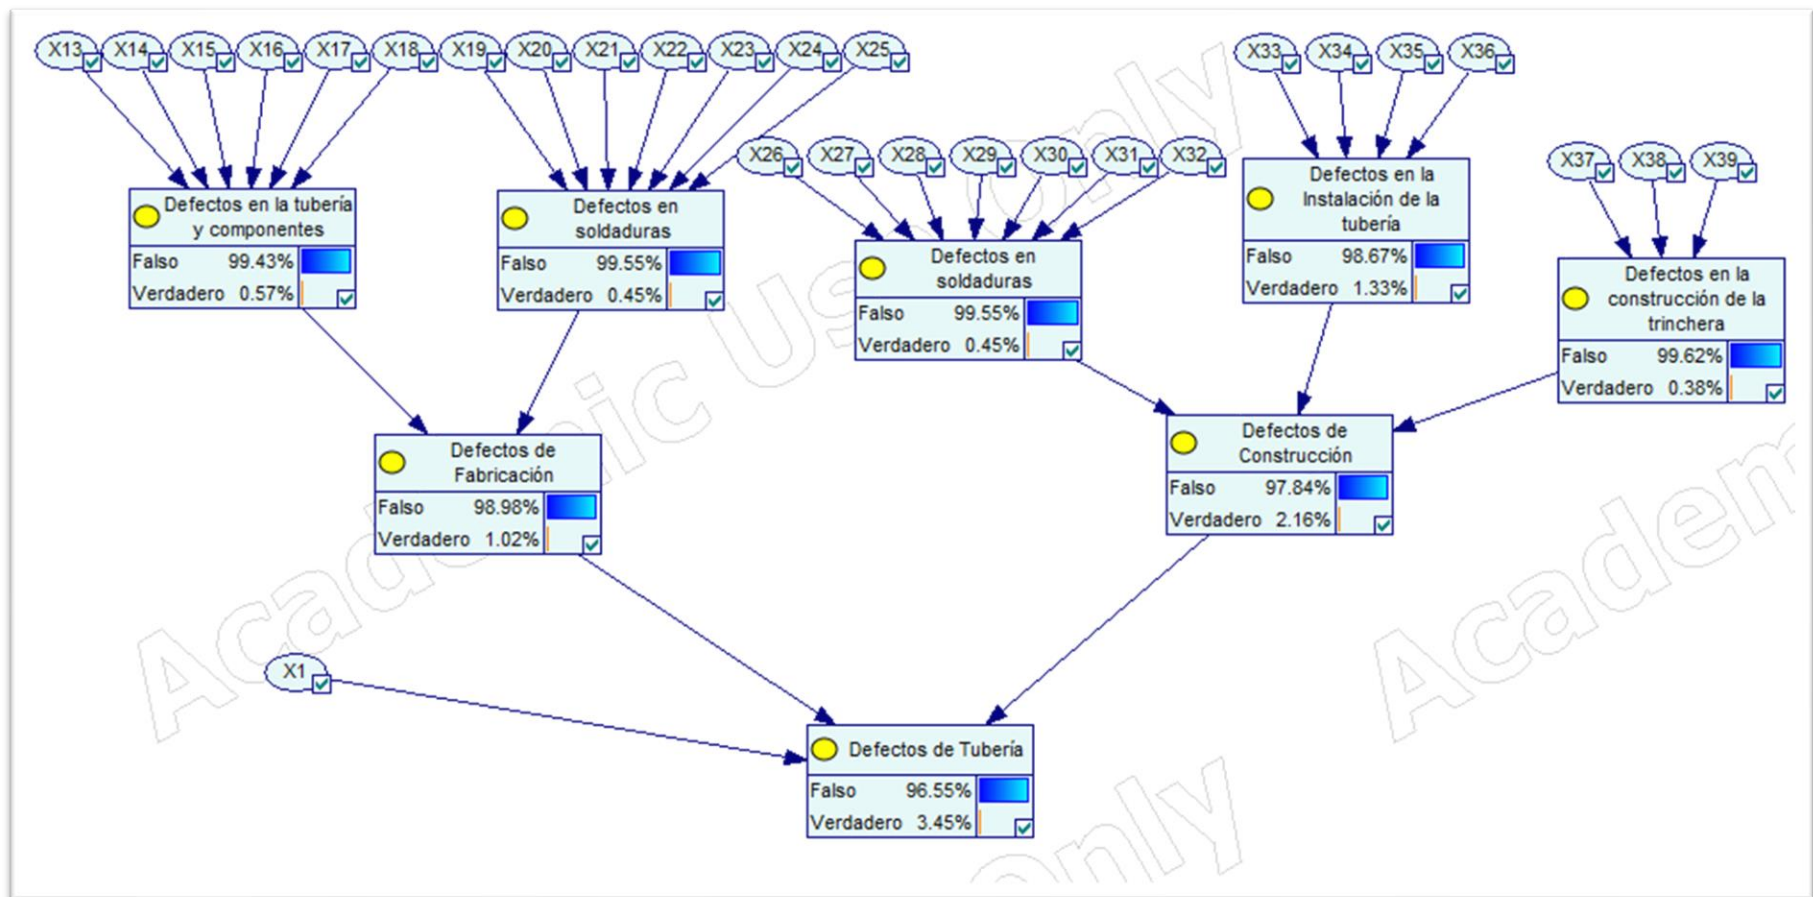 X13 X14 X15 X16 X17 X18 X19 X20 X21 X22 X23 X24 X25
X33 X34 X35 X36
X26 X27 X28 X29 X30 X31 X32
X37 X38 X39
Defectos en la tubería
y componentes
Falso 99.43%
Verdadero 0.57%
Defectos en
soldaduras
Falso 99.55%
Verdadero 0.45%
Defectos en
soldaduras
Falso 99.55%
Verdadero 0.45%
Defectos en la
Instalación de la
tubería
Falso 98.67%
Verdadero 1.33%
Defectos en la
construcción de la
trinchera
Falso 99.62%
Verdadero 0.38%
Defectos de
Fabricación
Falso 98.98%
Verdadero 1.02%
Defectos de
Construcción
Falso 97.84%
Verdadero 2.16%
X1
Defectos de Tubería
Falso 96.55%
Verdadero 3.45%
Academic Use Only
Academ
Only